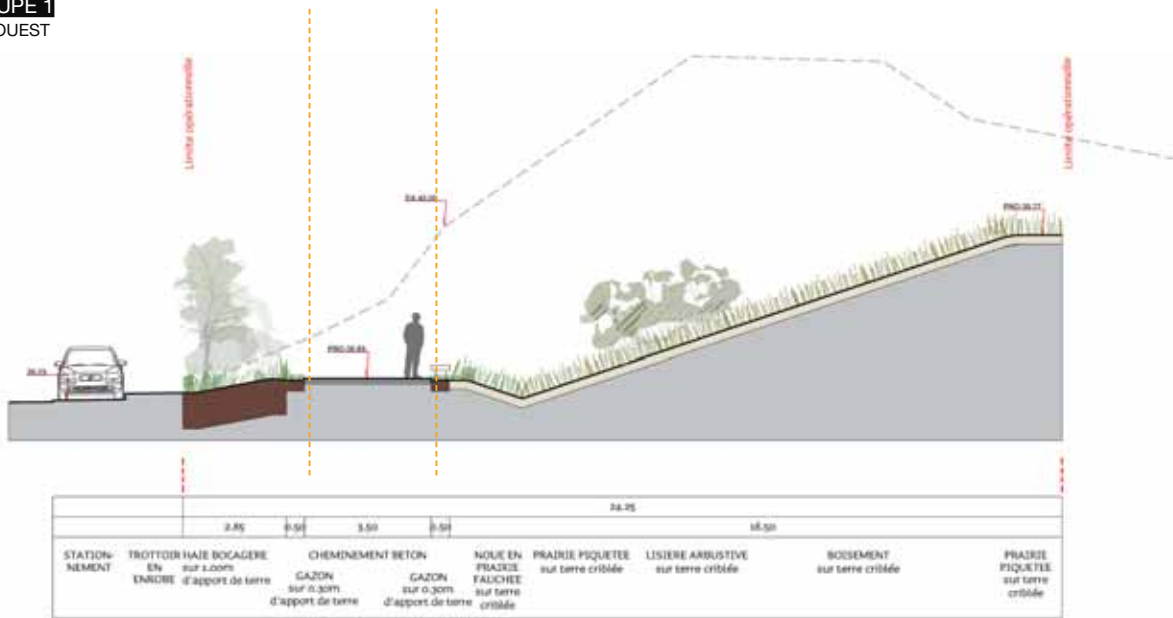 UPE 1
OUEST
Limite opérationnelle
Limite opérationnelle
24.25
2.85 0.50 3.50 0.50 16.50
STATION-
NEMENT
TROTTOIR
EN
ENROBE
HAIE BOCAGERE
sur 1.00m
d'apport de terre
CHEMINEMENT BETON
GAZON
sur 0.30m
d'apport de terre
GAZON
sur 0.30m
d'apport de terre
NOUE EN
PRAIRIE
FAUCHEE
sur terre
criblée
PRAIRIE PIQUETEE
sur terre criblée
LISIERE ARBUSTIVE
sur terre criblée
BOISEMENT
sur terre criblée
PRAIRIE
PIQUETEE
sur terre
criblée